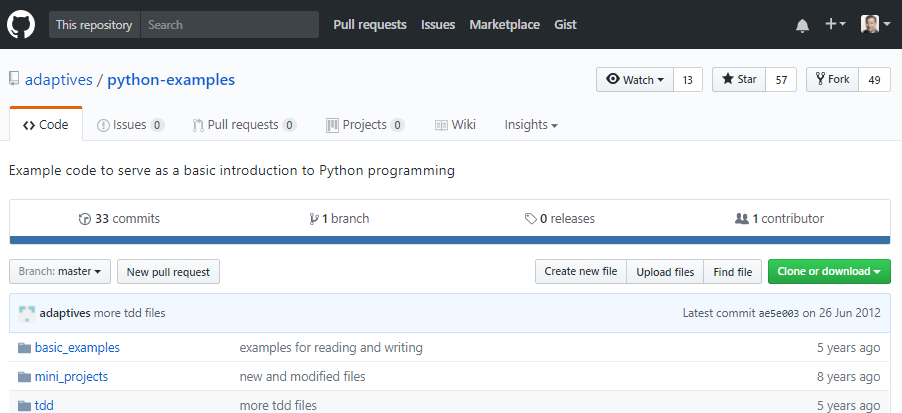 This repository Search Pull requests Issues Marketplace Gist
adaptives / python-examples Watch 13 Star 57 Fork 49
Code Issues 0 Pull requests 0 Projects 0 Wiki Insights
Example code to serve as a basic introduction to Python programming
33 commits 1 branch 0 releases 1 contributor
Branch: master New pull request Create new file Upload files Find file Clone or download
adaptives more tdd files Latest commit ae5e003 on 26 Jun 2012
basic_examples examples for reading and writing 5 years ago
mini_projects new and modified files 8 years ago
tdd more tdd files 5 years ago